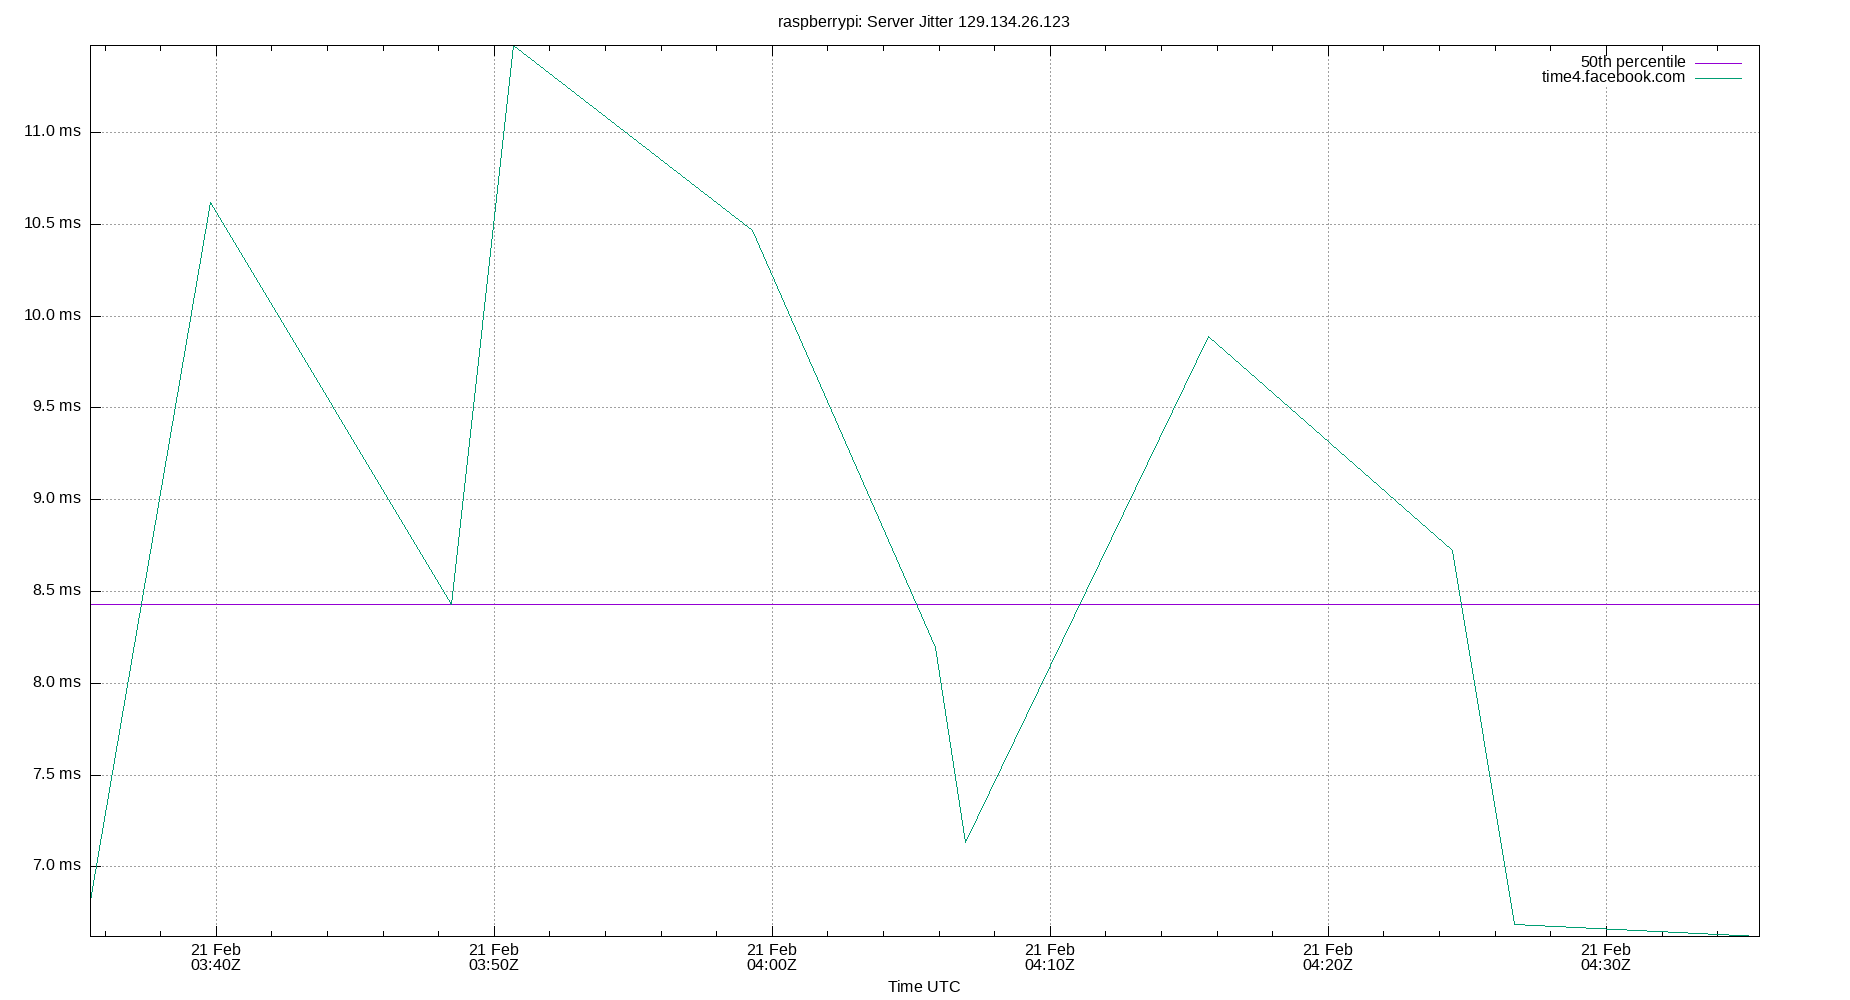 raspberrypi: Server Jitter 129.134.26.123
50th percentile
time4.facebook.com
11.0 ms
10.5 ms
10.0 ms
9.5 ms
9.0 ms
8.5 ms
8.0 ms
7.5 ms
7.0 ms
21 Feb 21 Feb 21 Feb 21 Feb 21 Feb 21 Feb
03:40Z 03:50Z 04:00Z 04:10Z 04:20Z 04:30Z
Time UTC